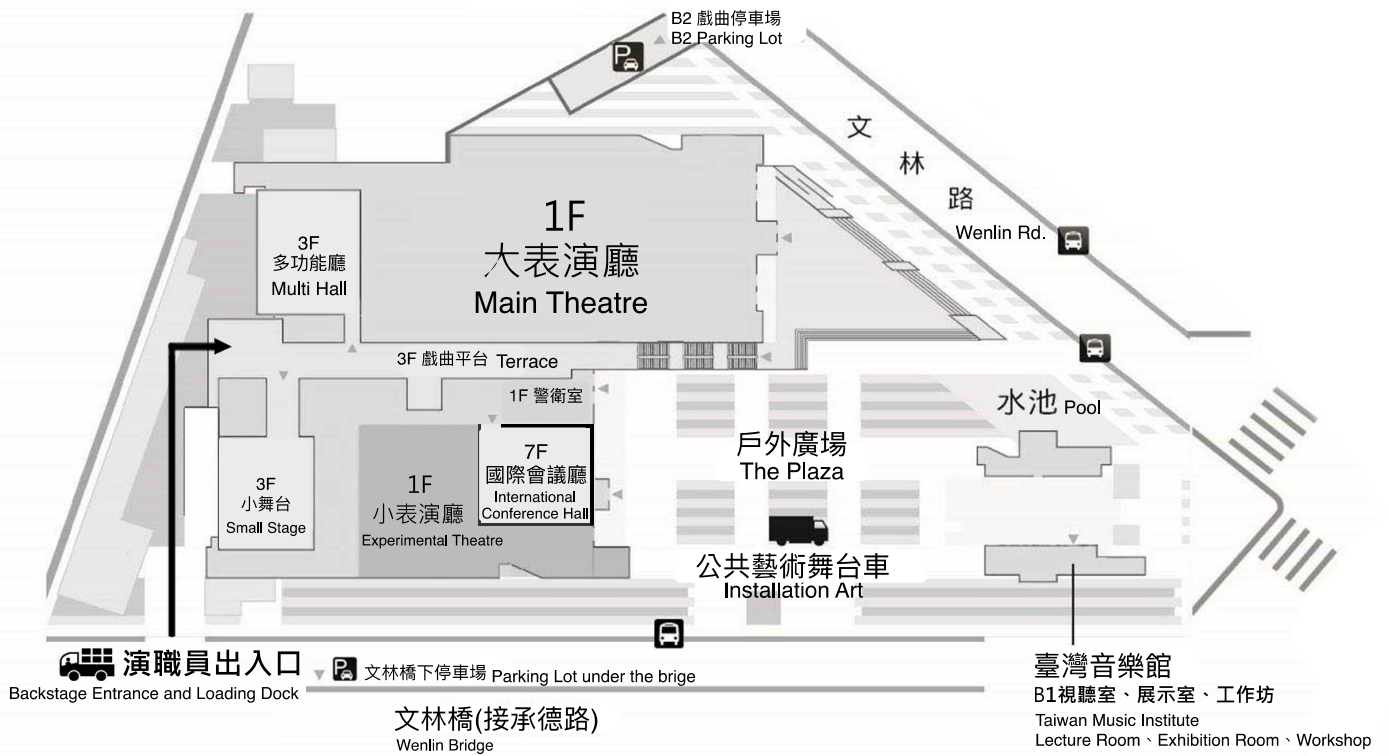 B2 戲曲停車場
B2 Parking Lot
P
文林路
Wenlin Rd.
1F
大表演廳
Main Theatre
3F
多功能廳
Multi Hall
3F 戲曲平台 Terrace
1F 警衛室
水池 Pool
戶外廣場
The Plaza
7F
國際會議廳
International
Conference Hall
1F
小表演廳
Experimental Theatre
3F
小舞台
Small Stage
公共藝術舞台車
Installation Art
演職員出入口
Backstage Entrance and Loading Dock
P
文林橋下停車場 Parking Lot under the brige
文林橋(接承德路)
Wenlin Bridge
臺灣音樂館
B1視聽室、展示室、工作坊
Taiwan Music Institute
Lecture Room、Exhibition Room、Workshop